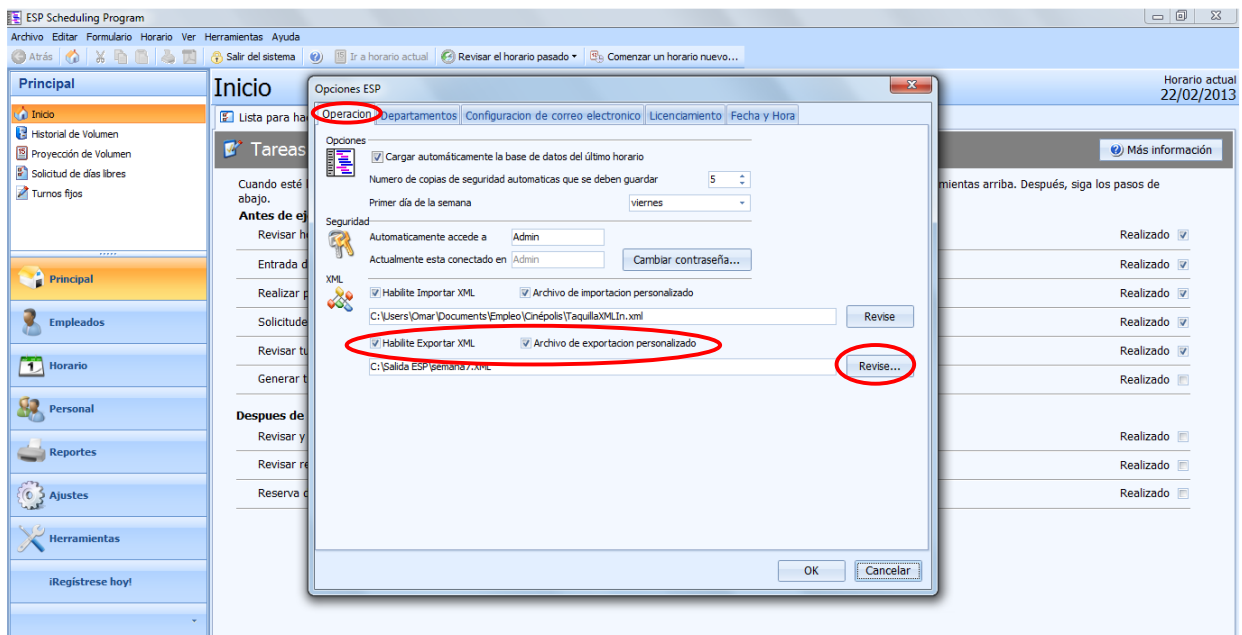 ESP Scheduling Program
Archivo Editar Formulario Horario Ver Herramientas Ayuda
Atrás Salir del sistema Ir a horario actual Revisar el horario pasado Comenzar un horario nuevo...
Principal
Inicio
Historial de Volumen
Proyección de Volumen
Solicitud de días libres
Turnos fijos
Principal
Empleados
Horario
Personal
Reportes
Ajustes
Herramientas
¡Regístrese hoy!
Inicio
Horario actual
22/02/2013
Lista para ha
Tareas
Más información
Cuando esté
mientas arriba. Después, siga los pasos de
abajo.
Antes de ej
Revisar h
Realizado
Entrada d
Realizado
Realizar p
Realizado
Solicitude
Realizado
Revisar tu
Realizado
Generar t
Realizado
Despues de
Revisar y
Realizado
Revisar re
Realizado
Reserva d
Realizado
Opciones ESP
Operacion Departamentos Configuracion de correo electronico Licenciamiento Fecha y Hora
Opciones
Cargar automáticamente la base de datos del último horario
Numero de copias de seguridad automaticas que se deben guardar 5
Primer día de la semana viernes
Seguridad
Automaticamente accede a Admin
Actualmente esta conectado en Admin Cambiar contraseña...
XML
Habilite Importar XML Archivo de importacion personalizado
C:\Users\Omar\Documents\Empleo\Cinépolis\TaquillaXMLIn.xml Revise
Habilite Exportar XML Archivo de exportacion personalizado
C:\Salida ESP\semana7.XML Revise...
OK Cancelar